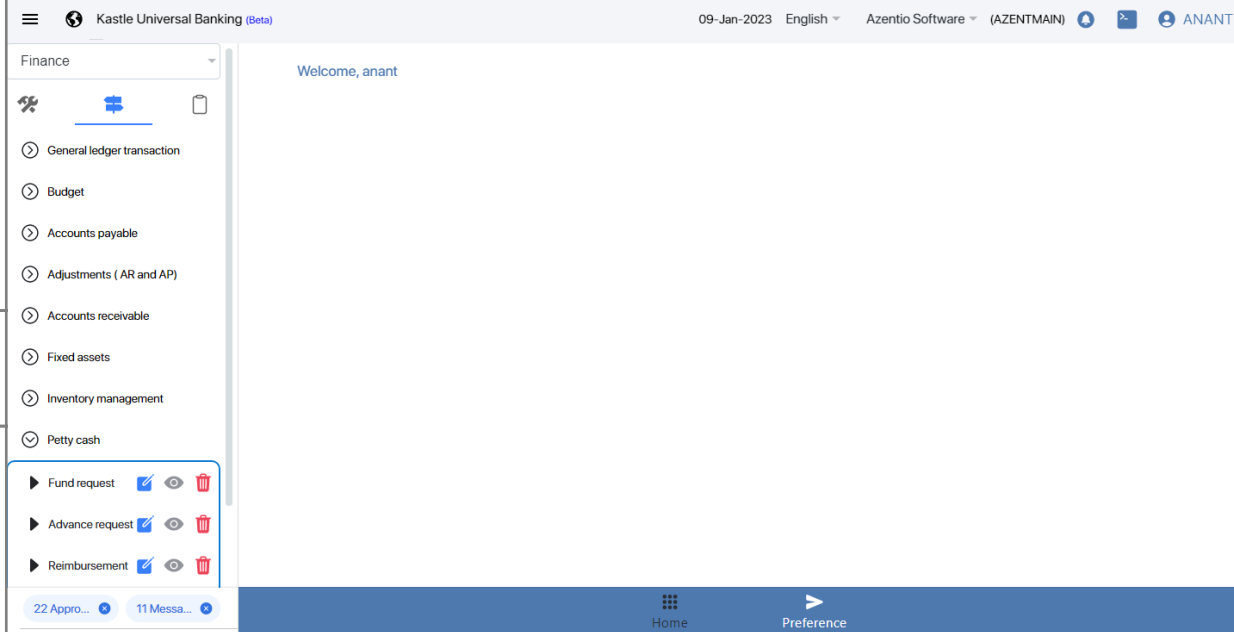 Kastle Universal Banking (Beta) 09-Jan-2023 English Azentio Software (AZENTMAIN) ANANT
Finance
Welcome, anant
General ledger transaction
Budget
Accounts payable
Adjustments ( AR and AP)
Accounts receivable
Fixed assets
Inventory management
Petty cash
Fund request
Advance request
Reimbursement
22 Appro... 11 Messa...
Home Preference